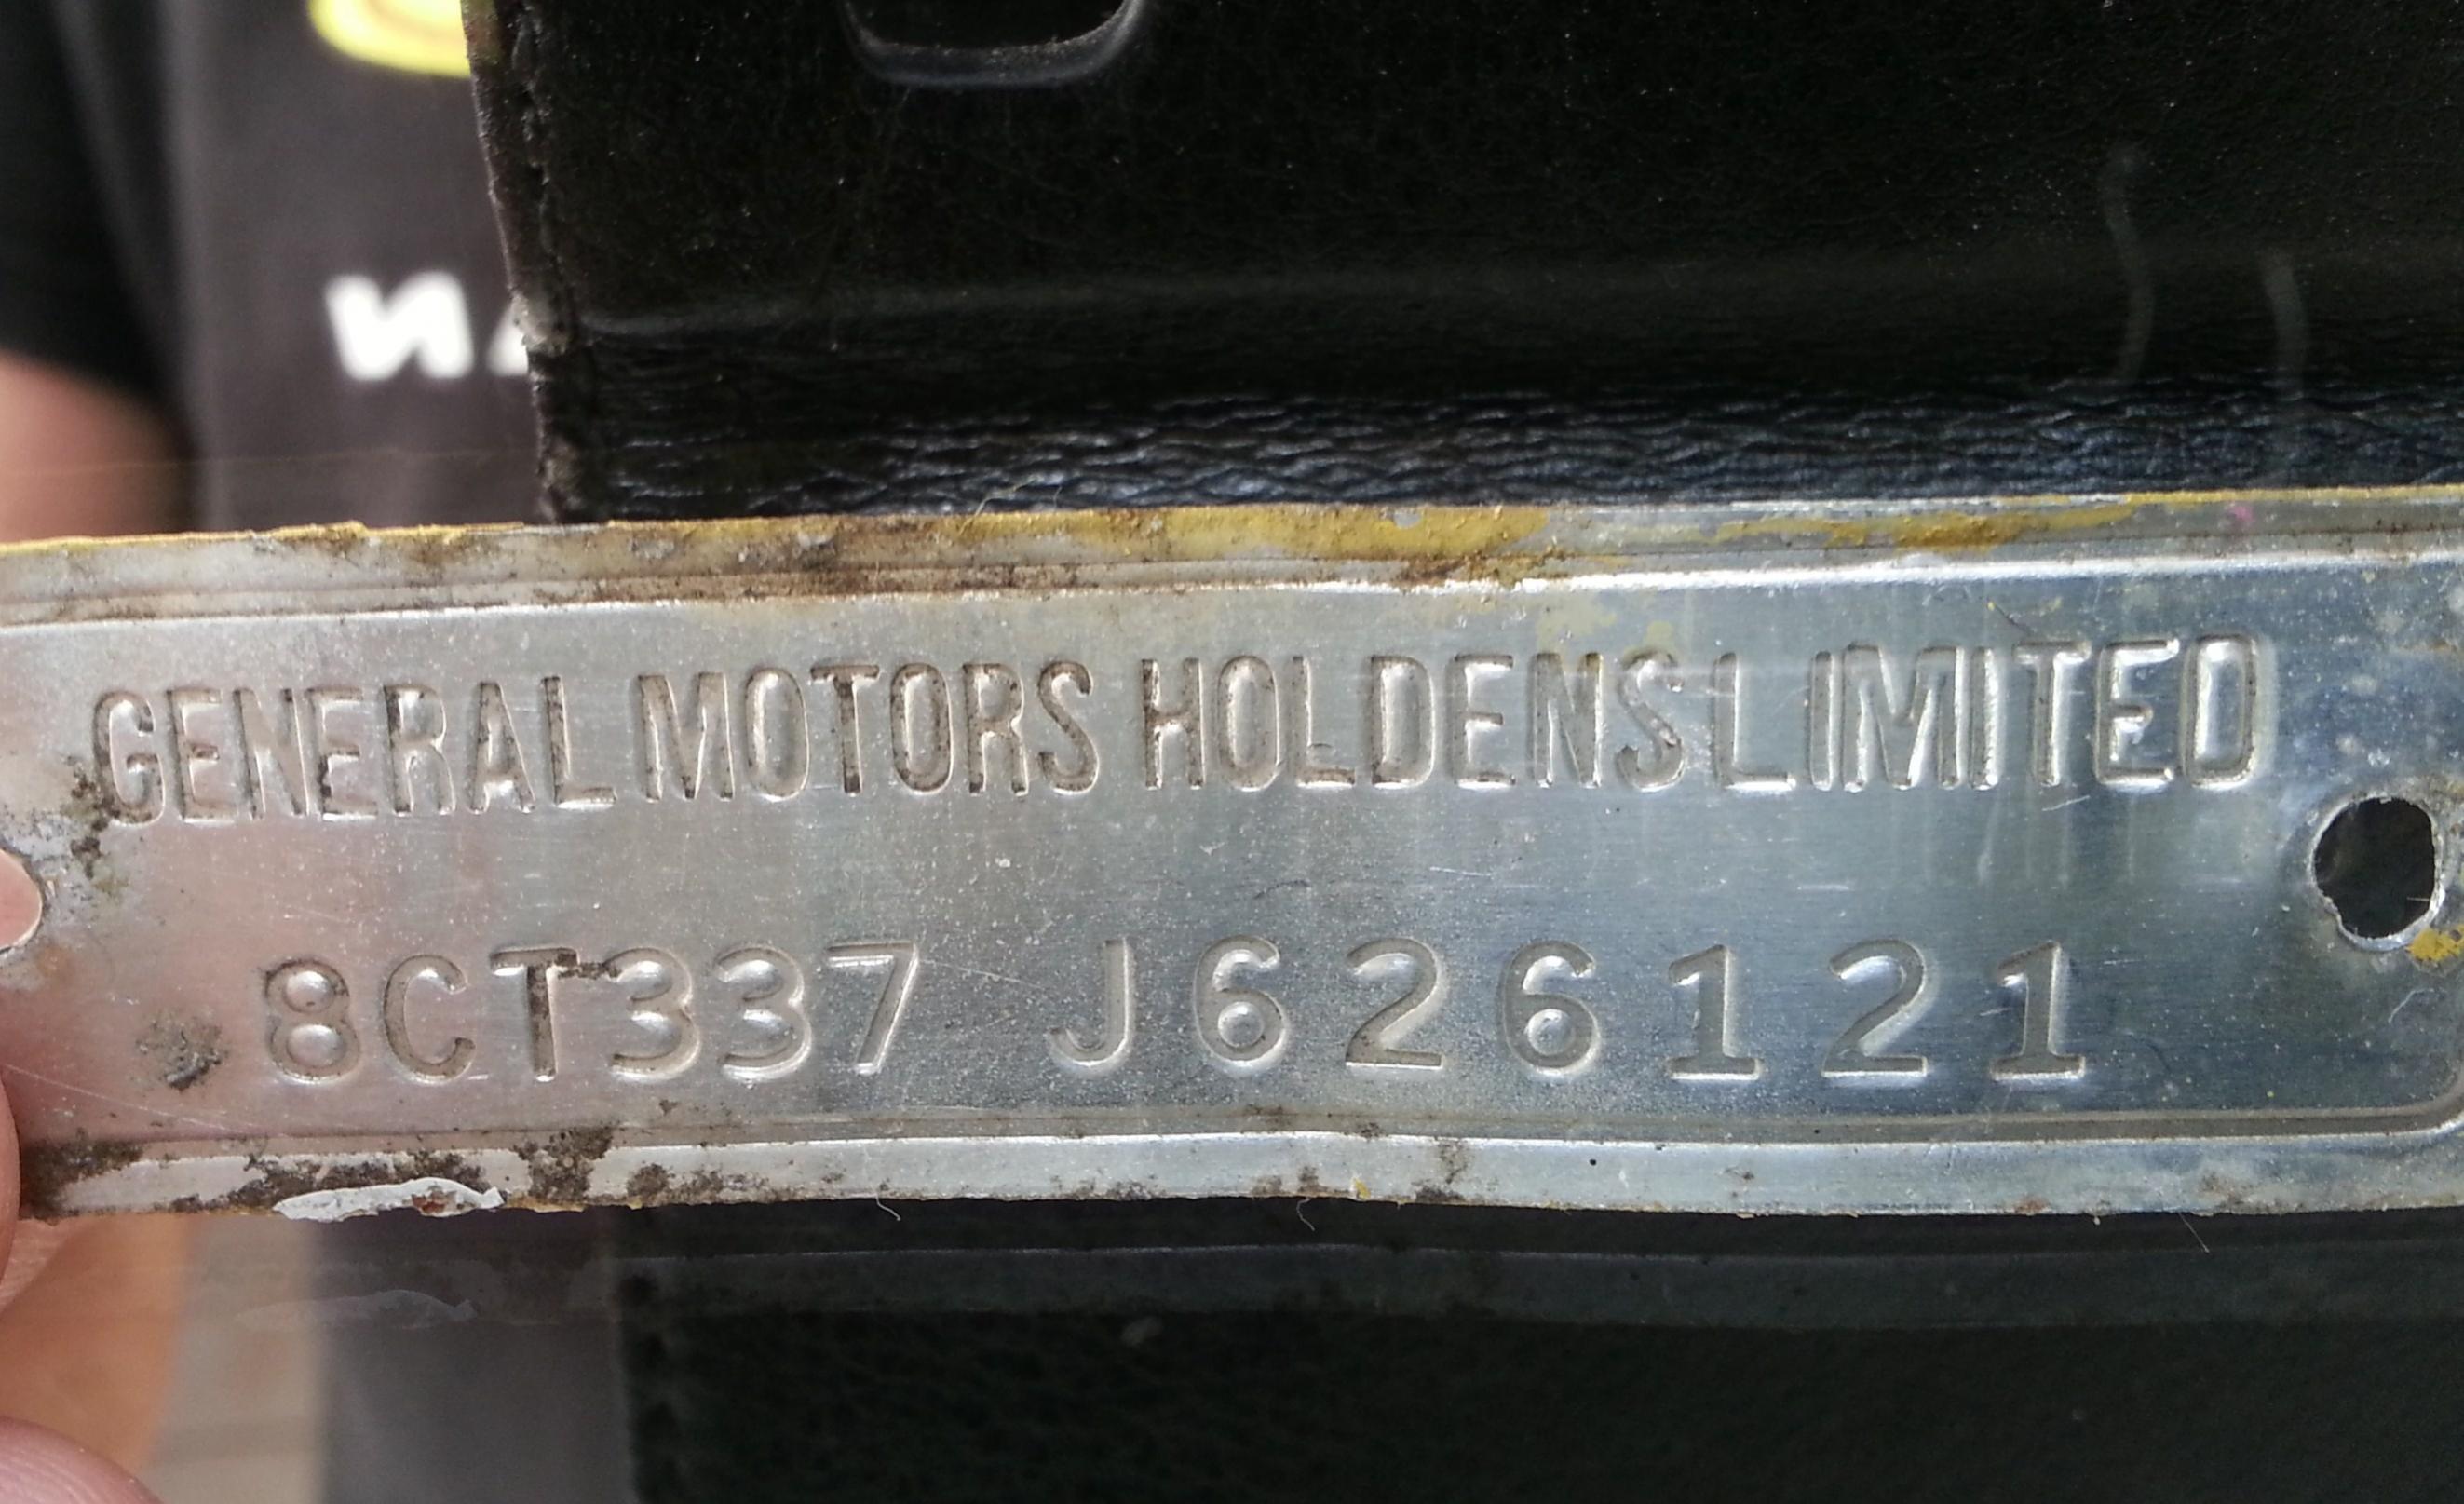 GENERAL MOTORS HOLDENS LIMITED
8CT337 J626121